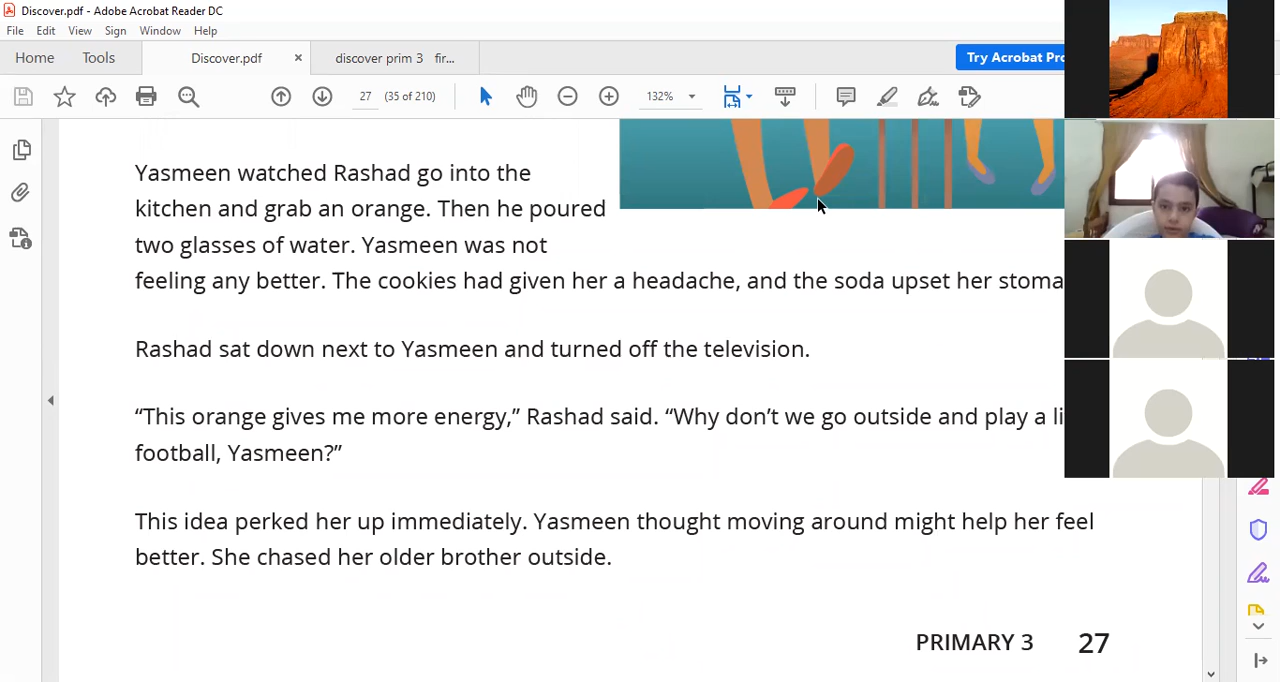 Discover.pdf - Adobe Acrobat Reader DC
File Edit View Sign Window Help
Home Tools Discover.pdf × discover prim 3 fir... Try Acrobat Pro
27 (35 of 210) 132%
Yasmeen watched Rashad go into the
kitchen and grab an orange. Then he poured
two glasses of water. Yasmeen was not
feeling any better. The cookies had given her a headache, and the soda upset her stoma
Rashad sat down next to Yasmeen and turned off the television.
“This orange gives me more energy,” Rashad said. “Why don’t we go outside and play a li
football, Yasmeen?”
This idea perked her up immediately. Yasmeen thought moving around might help her feel
better. She chased her older brother outside.
PRIMARY 3 27